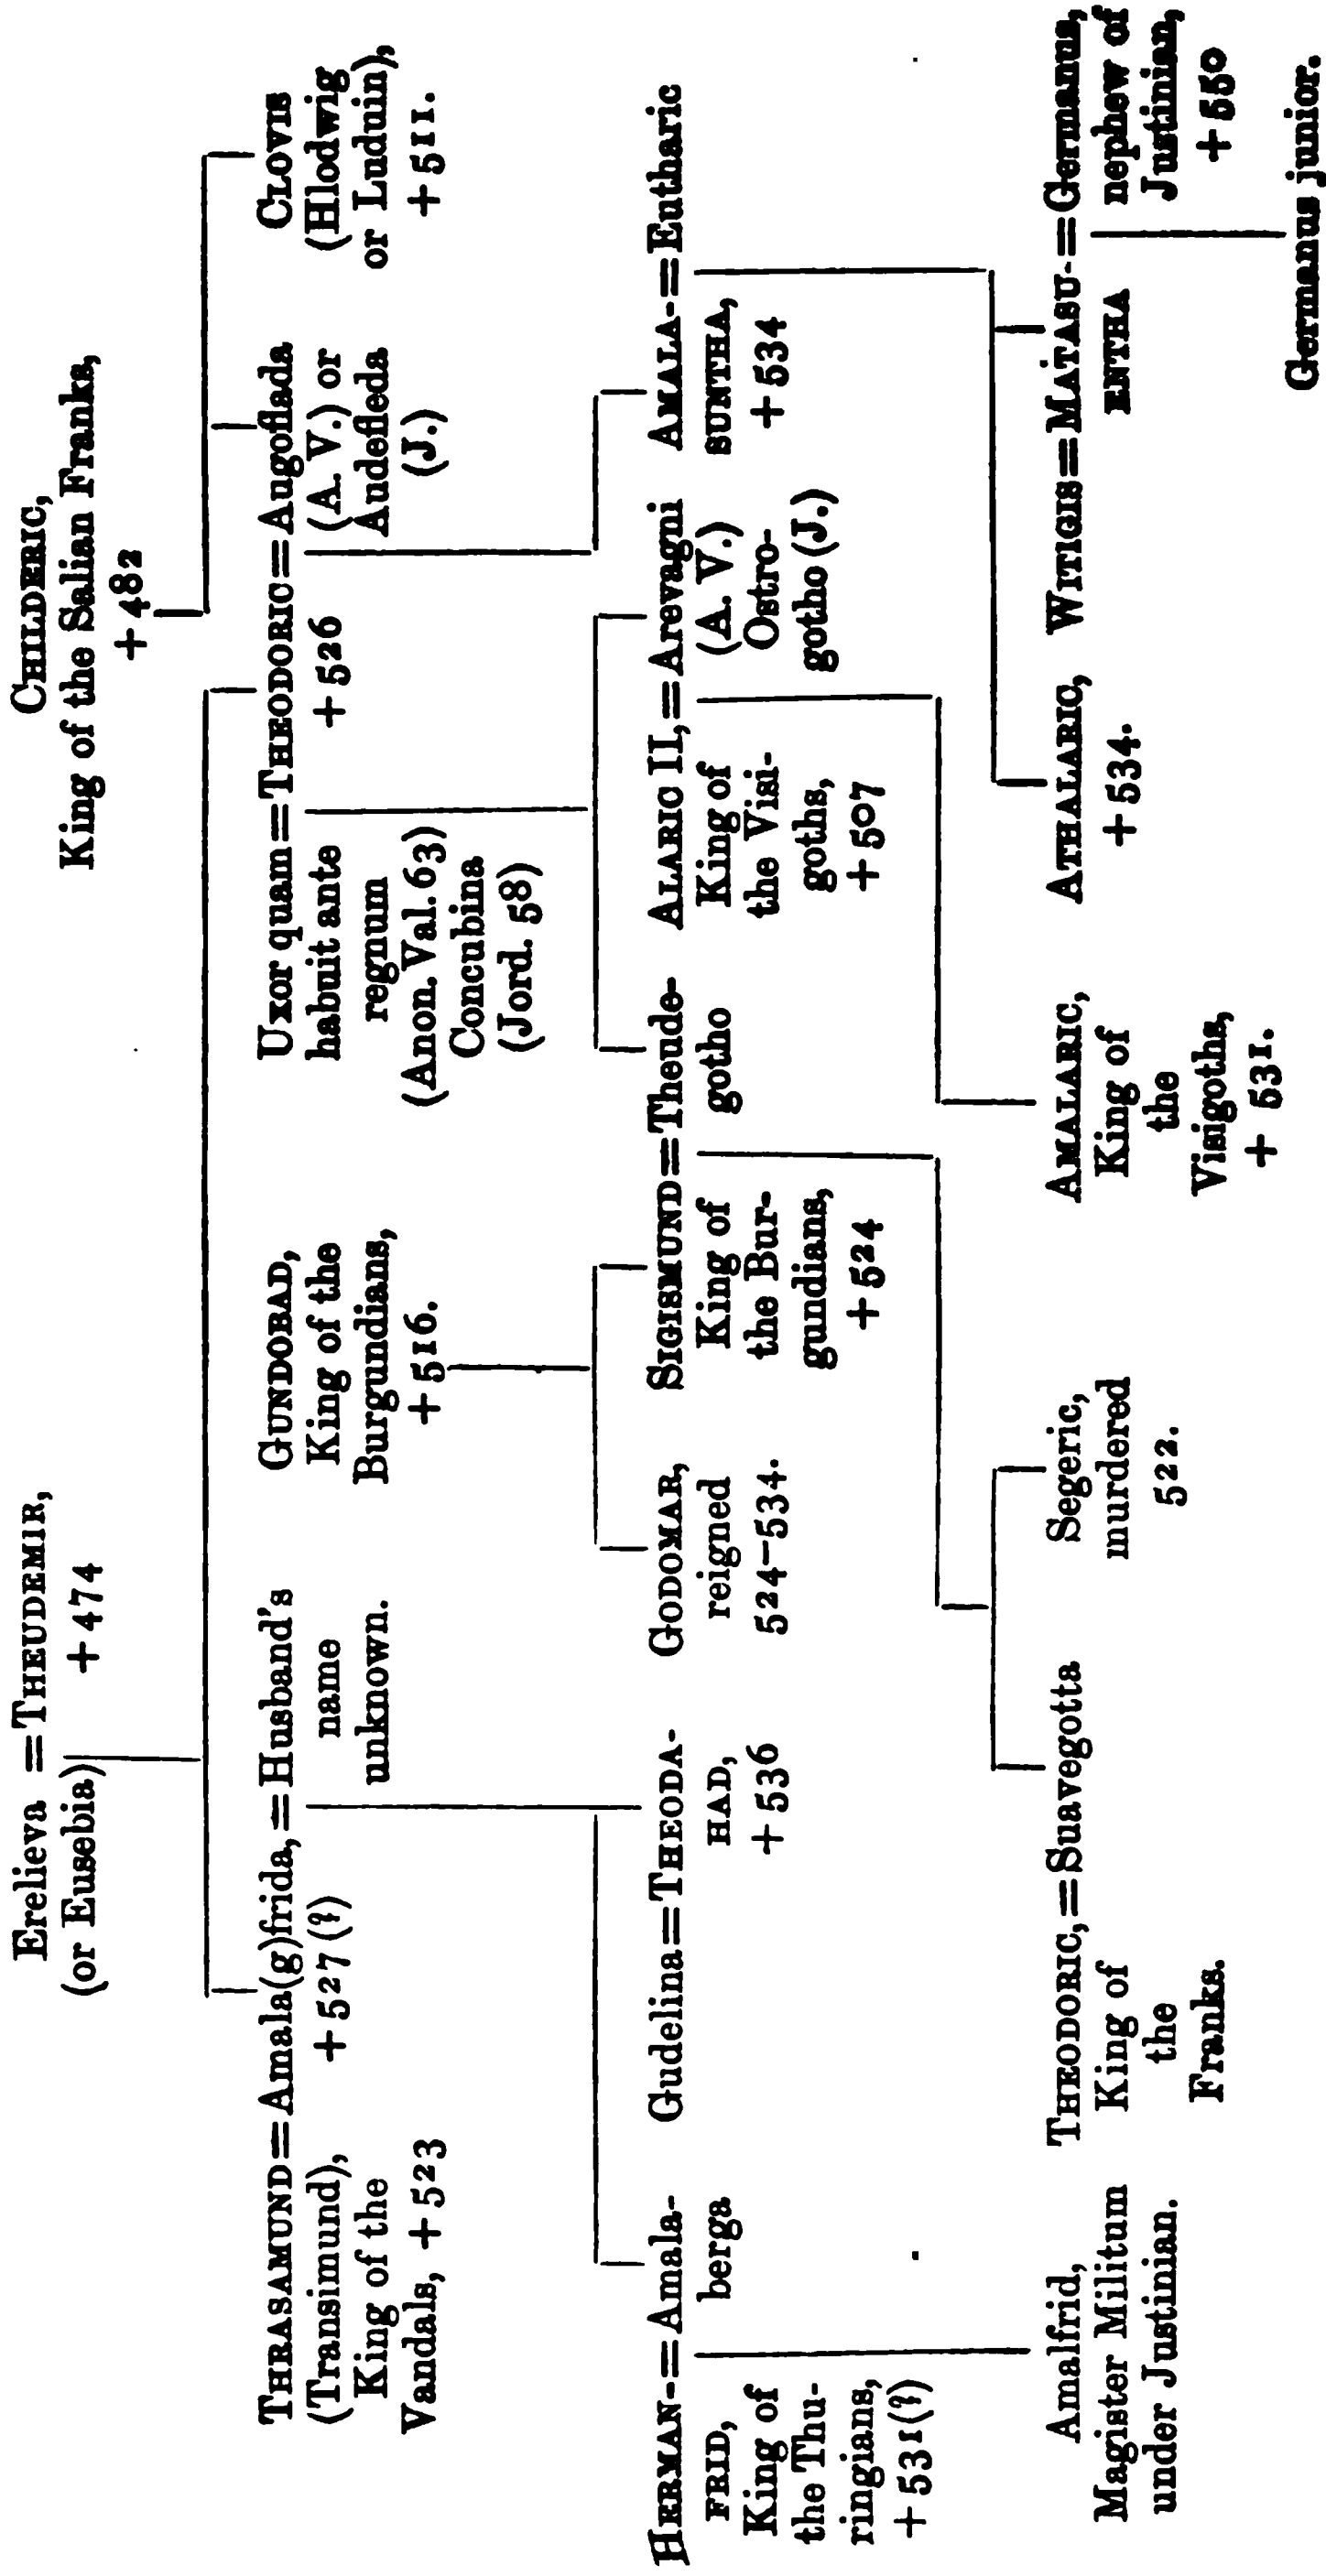 Erelieva = THEUDEMIR,
(or Eusebia) +474
CHILDERIC,
King of the Salian Franks,
+482
THRASAMUND = Amala(g)frida, = Husband's
(Transimund), +527 (?) name
King of the unknown.
Vandals, +523
GUNDOBAD,
King of the
Burgundians,
+516.
Uxor quam = THEODORIC = Augoflada
habuit ante +526 (A. V.) or
regnum Audefleda
(Anon. Val. 63) (J.)
Concubina
(Jord. 58)
CLOVIS
(Hlodwig
or Luduin),
+511.
HERMAN- = Amala-
FRID, berga
King of
the Thu-
ringians,
+531 (?)
Gudelina = THEODA-
HAD,
+536
GODOMAR,
reigned
524–534.
SIGISMUND = Theude-
King of gotho
the Bur-
gundians,
+524
ALARIC II, = Arevagni
King of (A. V.)
the Visi- Ostro-
goths, gotho (J.)
+507
AMALA- = Eutharic
SUNTHA,
+534
Amalfrid,
Magister Militum
under Justinian.
THEODORIC, = Suavegotta
King of
the
Franks.
Segeric,
murdered
522.
AMALARIC,
King of
the
Visigoths,
+ 531.
ATHALARIC,
+534.
WITIGIS = MATASU- = Germanus,
ENTHA nephew of
Justinian,
+550
Germanus junior.